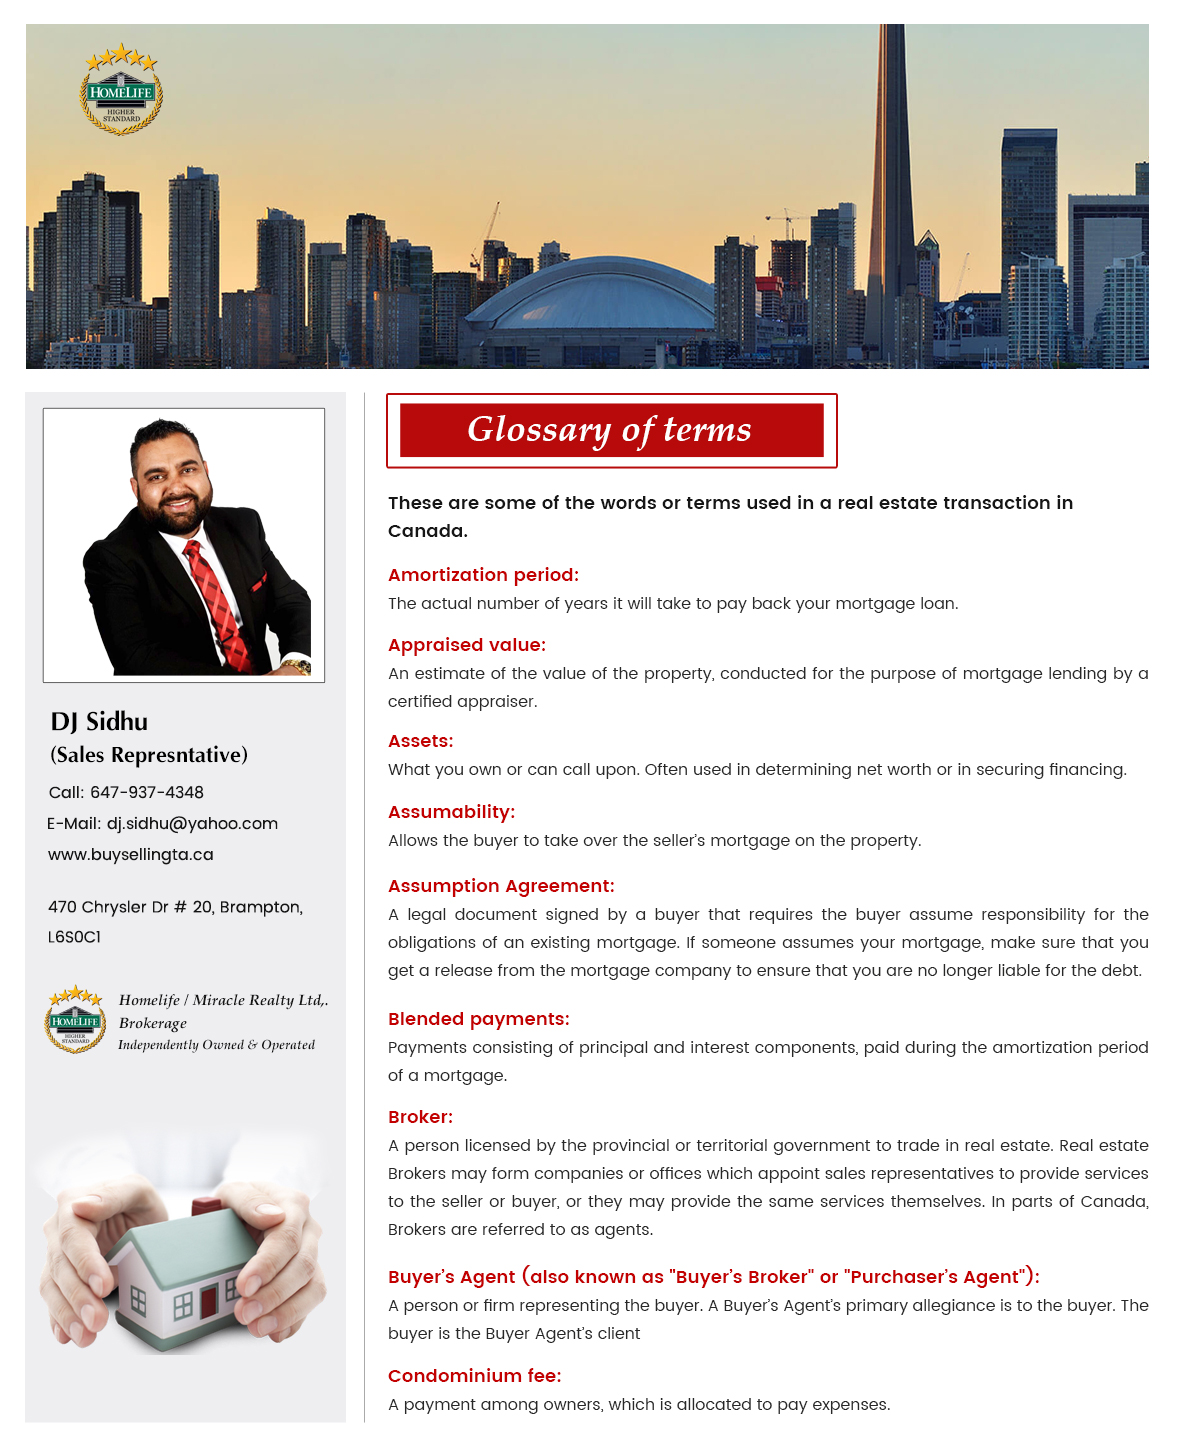 HOMELIFE
HIGHER
STANDARD
DJ Sidhu
(Sales Represntative)
Call: 647-937-4348
E-Mail: dj.sidhu@yahoo.com
www.buysellingta.ca
470 Chrysler Dr # 20, Brampton,
L6S0C1
HOMELIFE
HIGHER
STANDARD
Homelife / Miracle Realty Ltd,.
Brokerage
Independently Owned & Operated
Glossary of terms
These are some of the words or terms used in a real estate transaction in
Canada.
Amortization period:
The actual number of years it will take to pay back your mortgage loan.
Appraised value:
An estimate of the value of the property, conducted for the purpose of mortgage lending by a
certified appraiser.
Assets:
What you own or can call upon. Often used in determining net worth or in securing financing.
Assumability:
Allows the buyer to take over the seller's mortgage on the property.
Assumption Agreement:
A legal document signed by a buyer that requires the buyer assume responsibility for the
obligations of an existing mortgage. If someone assumes your mortgage, make sure that you
get a release from the mortgage company to ensure that you are no longer liable for the debt.
Blended payments:
Payments consisting of principal and interest components, paid during the amortization period
of a mortgage.
Broker:
A person licensed by the provincial or territorial government to trade in real estate. Real estate
Brokers may form companies or offices which appoint sales representatives to provide services
to the seller or buyer, or they may provide the same services themselves. In parts of Canada,
Brokers are referred to as agents.
Buyer's Agent (also known as "Buyer's Broker" or "Purchaser's Agent"):
A person or firm representing the buyer. A Buyer's Agent's primary allegiance is to the buyer. The
buyer is the Buyer Agent's client
Condominium fee:
A payment among owners, which is allocated to pay expenses.